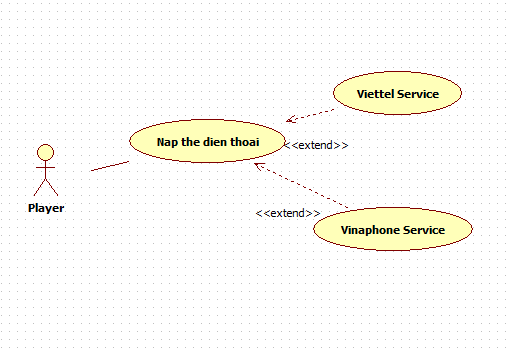 Viettel Service
Nap the dien thoai
<<extend>>
Player
<<extend>>
Vinaphone Service